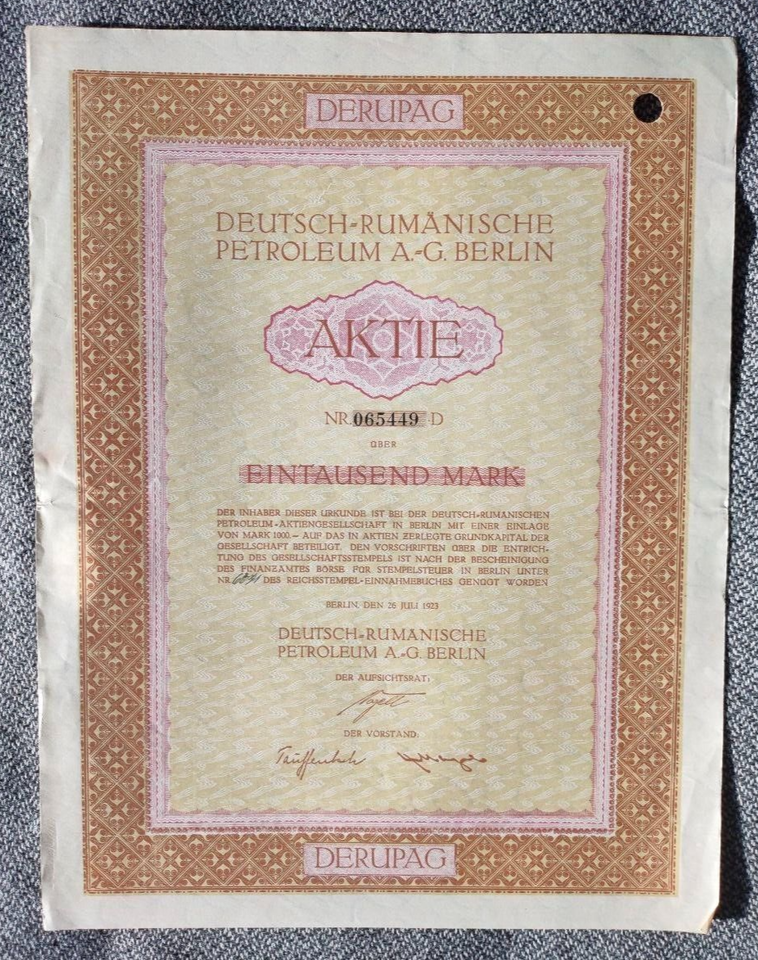 DERUPAG
DEUTSCH-RUMÄNISCHE
PETROLEUM A.-G. BERLIN
AKTIE
NR. 065449 D
ÜBER
EINTAUSEND MARK
DER INHABER DIESER URKUNDE IST BEI DER DEUTSCH-RUMÄNISCHEN
PETROLEUM-AKTIENGESELLSCHAFT IN BERLIN MIT EINER EINLAGE
VON MARK 1000.— AUF DAS IN AKTIEN ZERLEGTE GRUNDKAPITAL DER
GESELLSCHAFT BETEILIGT. DEN VORSCHRIFTEN ÜBER DIE ENTRICH-
TUNG DES GESELLSCHAFTSSTEMPELS IST NACH DER BESCHEINIGUNG
DES FINANZAMTES BÖRSE FÜR STEMPELSTEUER IN BERLIN UNTER
NR. DES REICHSSTEMPEL-EINNAHMEBUCHES GENÜGT WORDEN
BERLIN, DEN 26 JULI 1923
DEUTSCH-RUMÄNISCHE
PETROLEUM A.-G. BERLIN
DER AUFSICHTSRAT:
DER VORSTAND:
DERUPAG